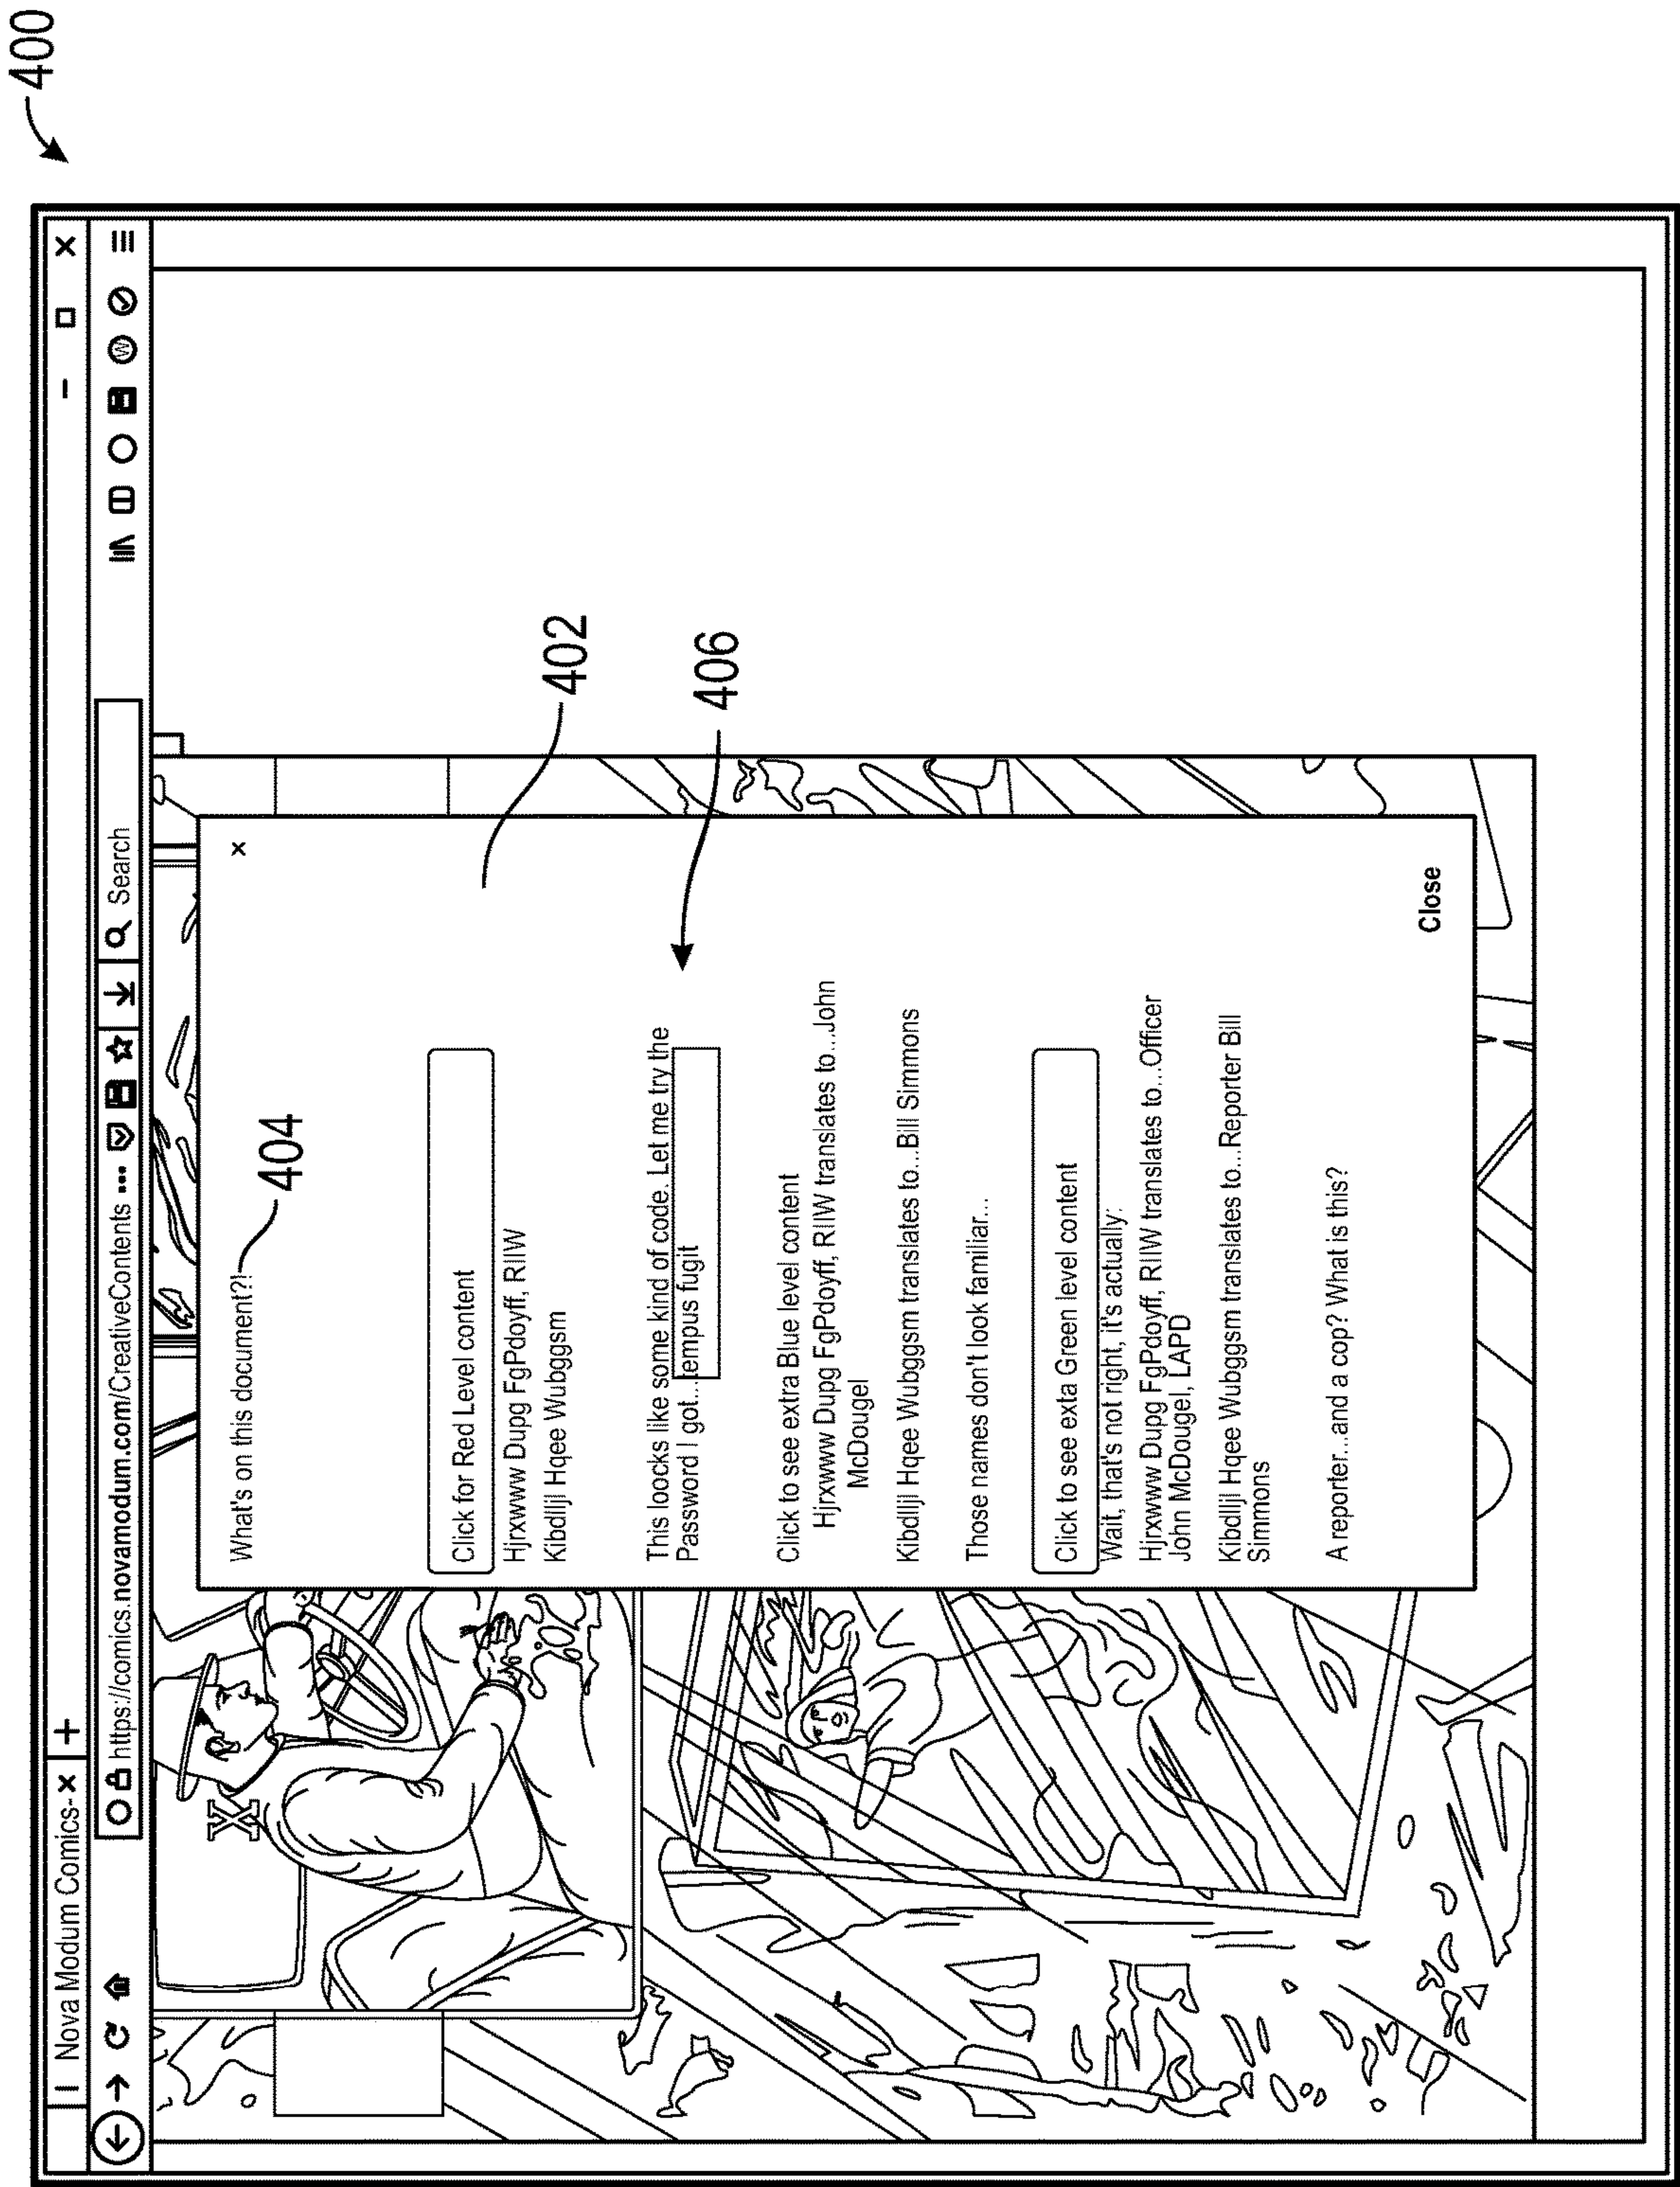 400
Nova Modum Comics-
https://comics.novamodum.com/CreativeContents ...
Search
What's on this document?!
404
402
Click for Red Level content
Hjrxwww Dupg FgPdoyff, RIIW
Kibdlljl Hqee Wubggsm
406
This loocks like some kind of code. Let me try the
Password I got...tempus fugit
Click to see extra Blue level content
Hjrxwww Dupg FgPdoyff, RIIW translates to...John
McDougel
Kibdlljl Hqee Wubggsm translates to...Bill Simmons
Those names don't look familiar...
Click to see exta Green level content
Wait, that's not right, it's actually:
Hjrxwww Dupg FgPdoyff, RIIW translates to...Officer
John McDougel, LAPD
Kibdlljl Hqee Wubggsm translates to...Reporter Bill
Simmons
A reporter...and a cop? What is this?
Close